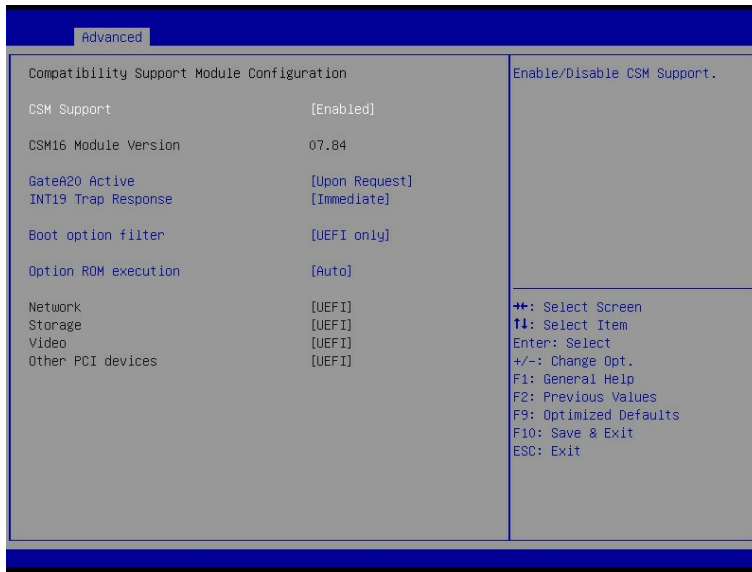 Advanced
Compatibility Support Module Configuration
CSM Support [Enabled]
CSM16 Module Version 07.84
GateA20 Active [Upon Request]
INT19 Trap Response [Immediate]
Boot option filter [UEFI only]
Option ROM execution [Auto]
Network [UEFI]
Storage [UEFI]
Video [UEFI]
Other PCI devices [UEFI]
Enable/Disable CSM Support.
→←: Select Screen
↑↓: Select Item
Enter: Select
+/-: Change Opt.
F1: General Help
F2: Previous Values
F9: Optimized Defaults
F10: Save & Exit
ESC: Exit